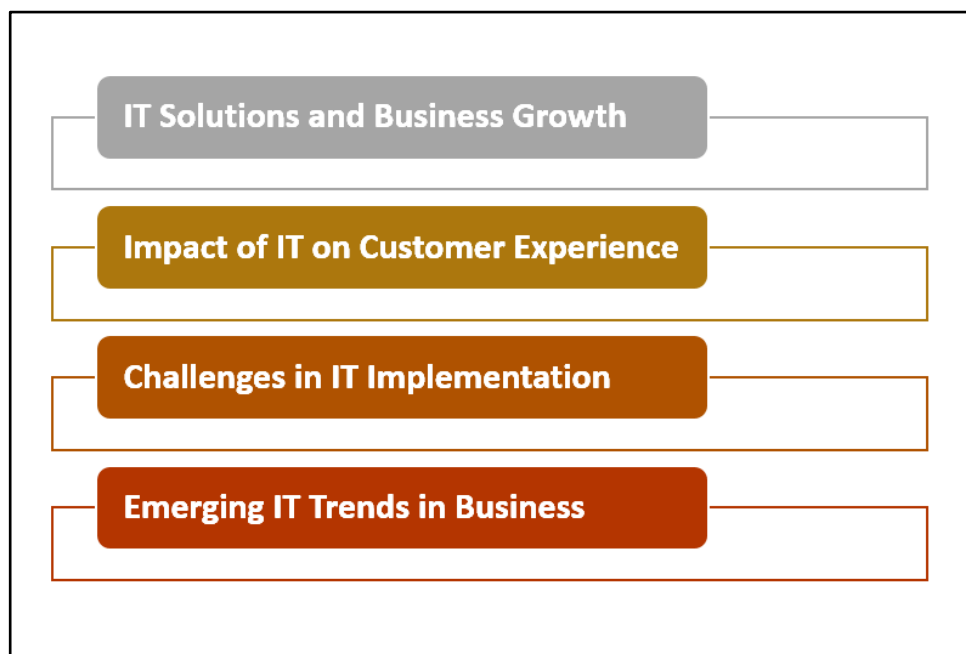 IT Solutions and Business Growth
Impact of IT on Customer Experience
Challenges in IT Implementation
Emerging IT Trends in Business